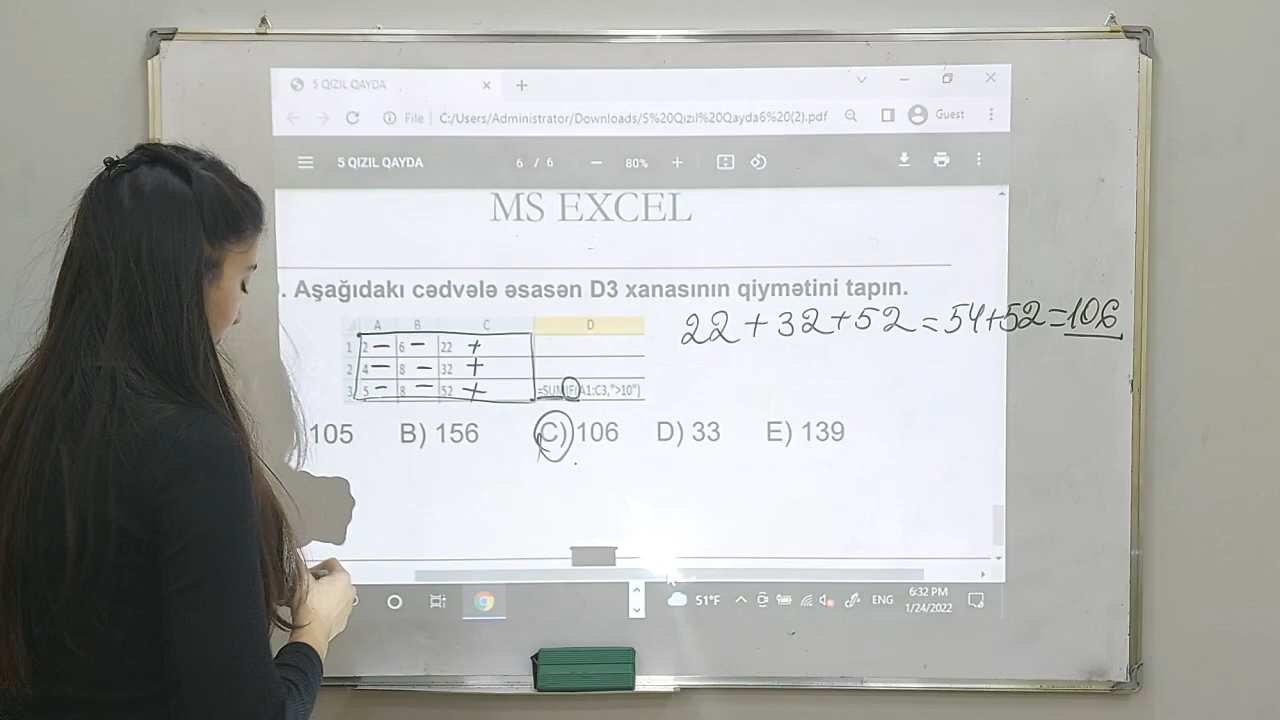 5 QIZIL QAYDA
File C:/Users/Administrator/Downloads/5%20Qızıl%20Qayda6%20(2).pdf Guest
5 QIZIL QAYDA 6 / 6 80%
MS EXCEL
. Aşağıdakı cədvələ əsasən D3 xanasının qiymətini tapın.
22+32+52=54+52=106
A B C D
1 2 – 6 – 22 +
2 4 – 8 – 32 +
3 5 – 8 – 52 + =SUMIF(A1:C3,">10")
105 B) 156 C) 106 D) 33 E) 139
51°F ENG 6:32 PM
1/24/2022